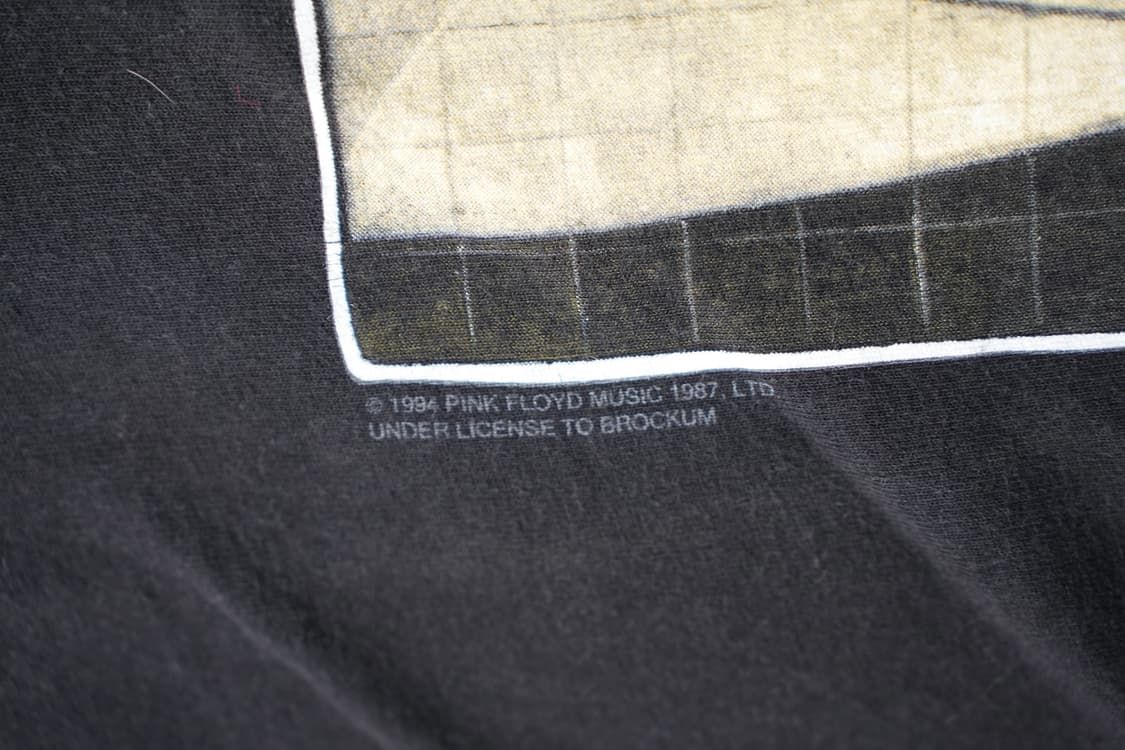 © 1994 PINK FLOYD MUSIC 1987, LTD
UNDER LICENSE TO BROCKUM